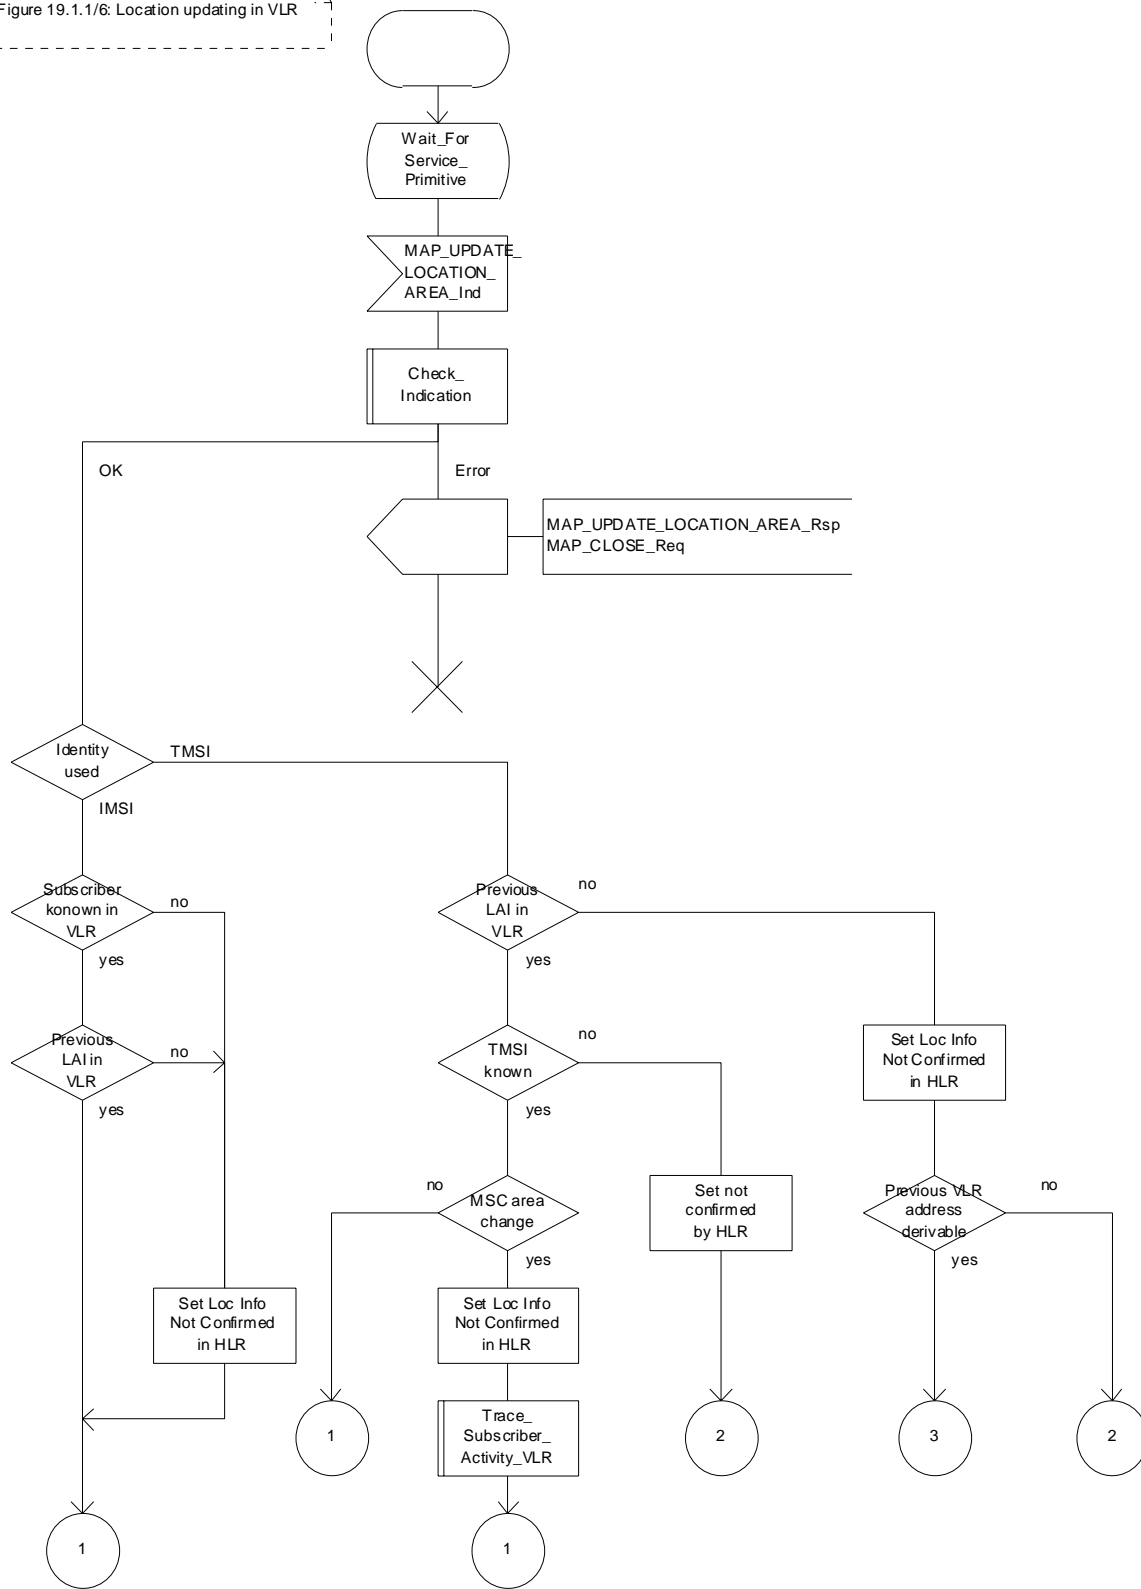 Figure 19.1.1/6: Location updating in VLR
Wait_For
Service_
Primitive
MAP_UPDATE_
LOCATION_
AREA_Ind
Check_
Indication
OK
Error
MAP_UPDATE_LOCATION_AREA_Rsp
MAP_CLOSE_Req
Identity
used
TMSI
IMSI
Subscriber
konown in
VLR
no
yes
Previous
LAI in
VLR
no
yes
Previous
LAI in
VLR
no
yes
TMSI
known
no
yes
Set Loc Info
Not Confirmed
in HLR
no
MSC area
change
yes
Set not
confirmed
by HLR
Previous VLR
address
derivable
no
yes
Set Loc Info
Not Confirmed
in HLR
Set Loc Info
Not Confirmed
in HLR
1
Trace_
Subscriber_
Activity_VLR
2
3
2
1
1